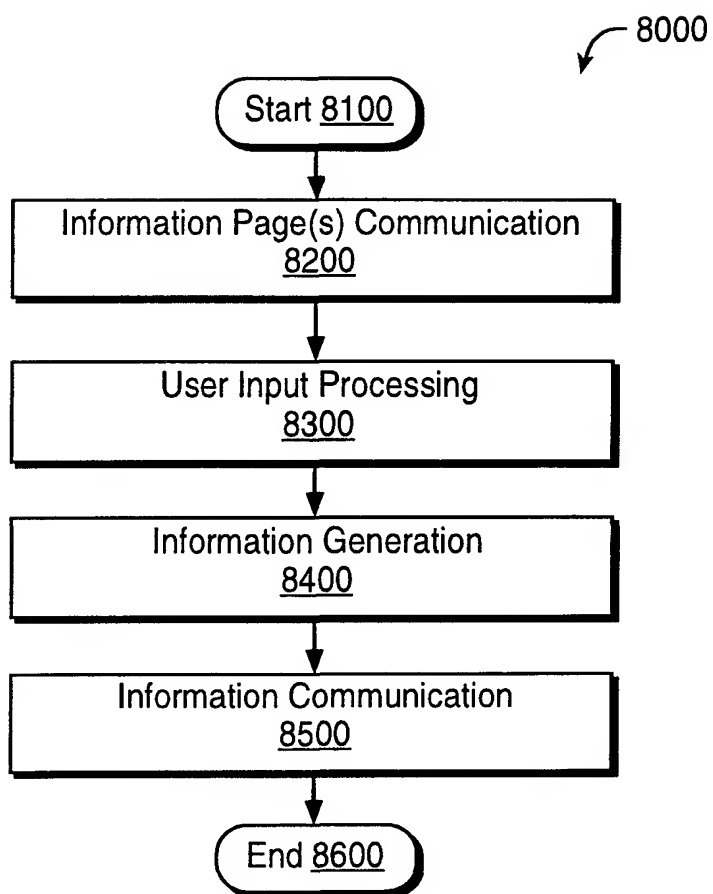 8000
Start 8100
Information Page(s) Communication
8200
User Input Processing
8300
Information Generation
8400
Information Communication
8500
End 8600